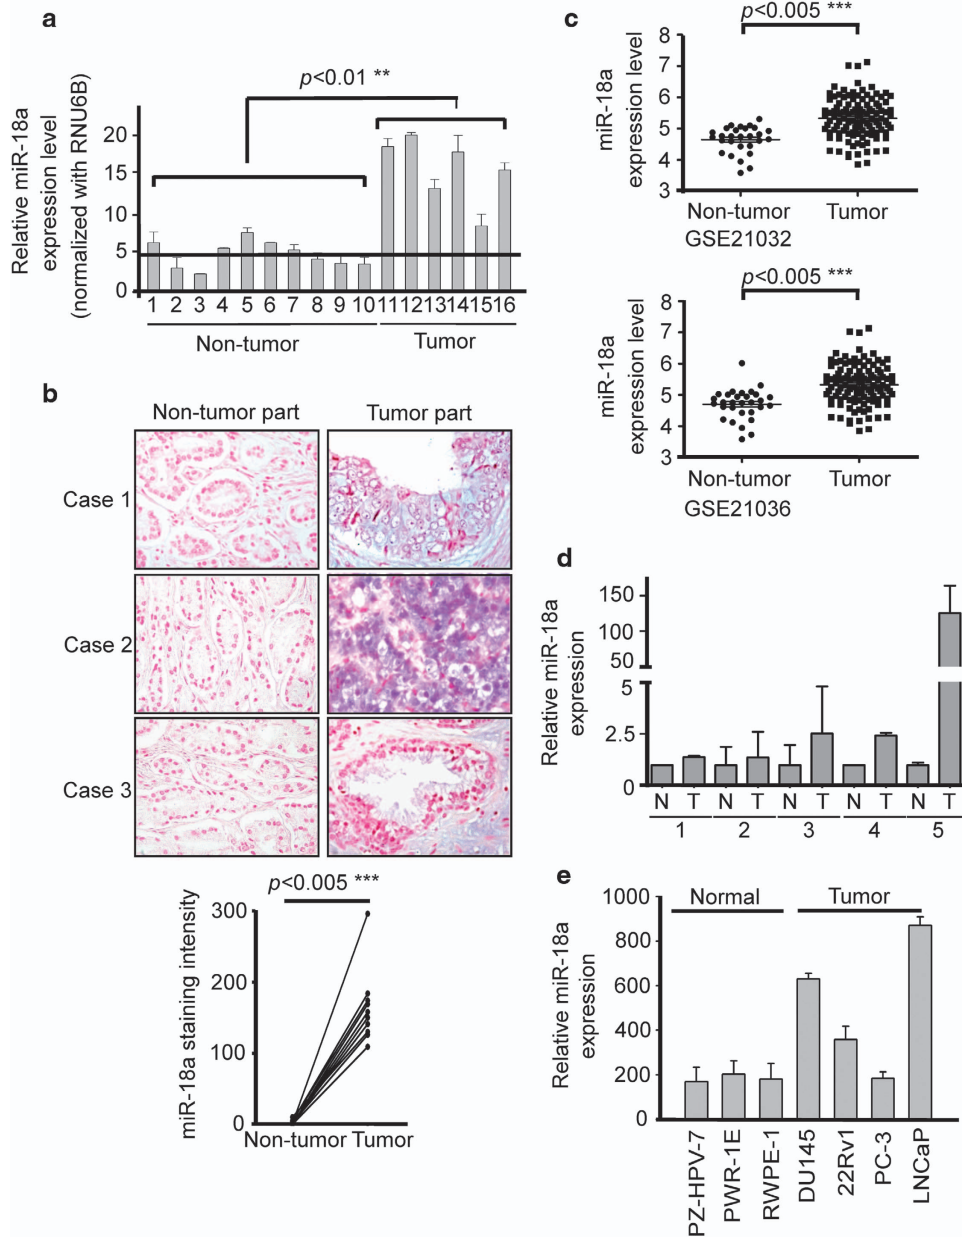 a
p<0.01 **
Relative miR-18a
expression level
(normalized with RNU6B)
20
15
10
5
0
1 2 3 4 5 6 7 8 9 10 11 12 13 14 15 16
Non-tumor Tumor
b
Non-tumor part Tumor part
Case 1
Case 2
Case 3
p<0.005 ***
miR-18a staining intensity
300
200
100
0
Non-tumor Tumor
c
p<0.005 ***
miR-18a
expression level
8
7
6
5
4
3
Non-tumor Tumor
GSE21032
p<0.005 ***
miR-18a
expression level
8
7
6
5
4
3
Non-tumor Tumor
GSE21036
d
Relative miR-18a
expression
150
100
50
5
2.5
0
N T N T N T N T N T
1 2 3 4 5
e
Relative miR-18a
expression
1000
800
600
400
200
0
Normal Tumor
PZ-HPV-7
PWR-1E
RWPE-1
DU145
22Rv1
PC-3
LNCaP